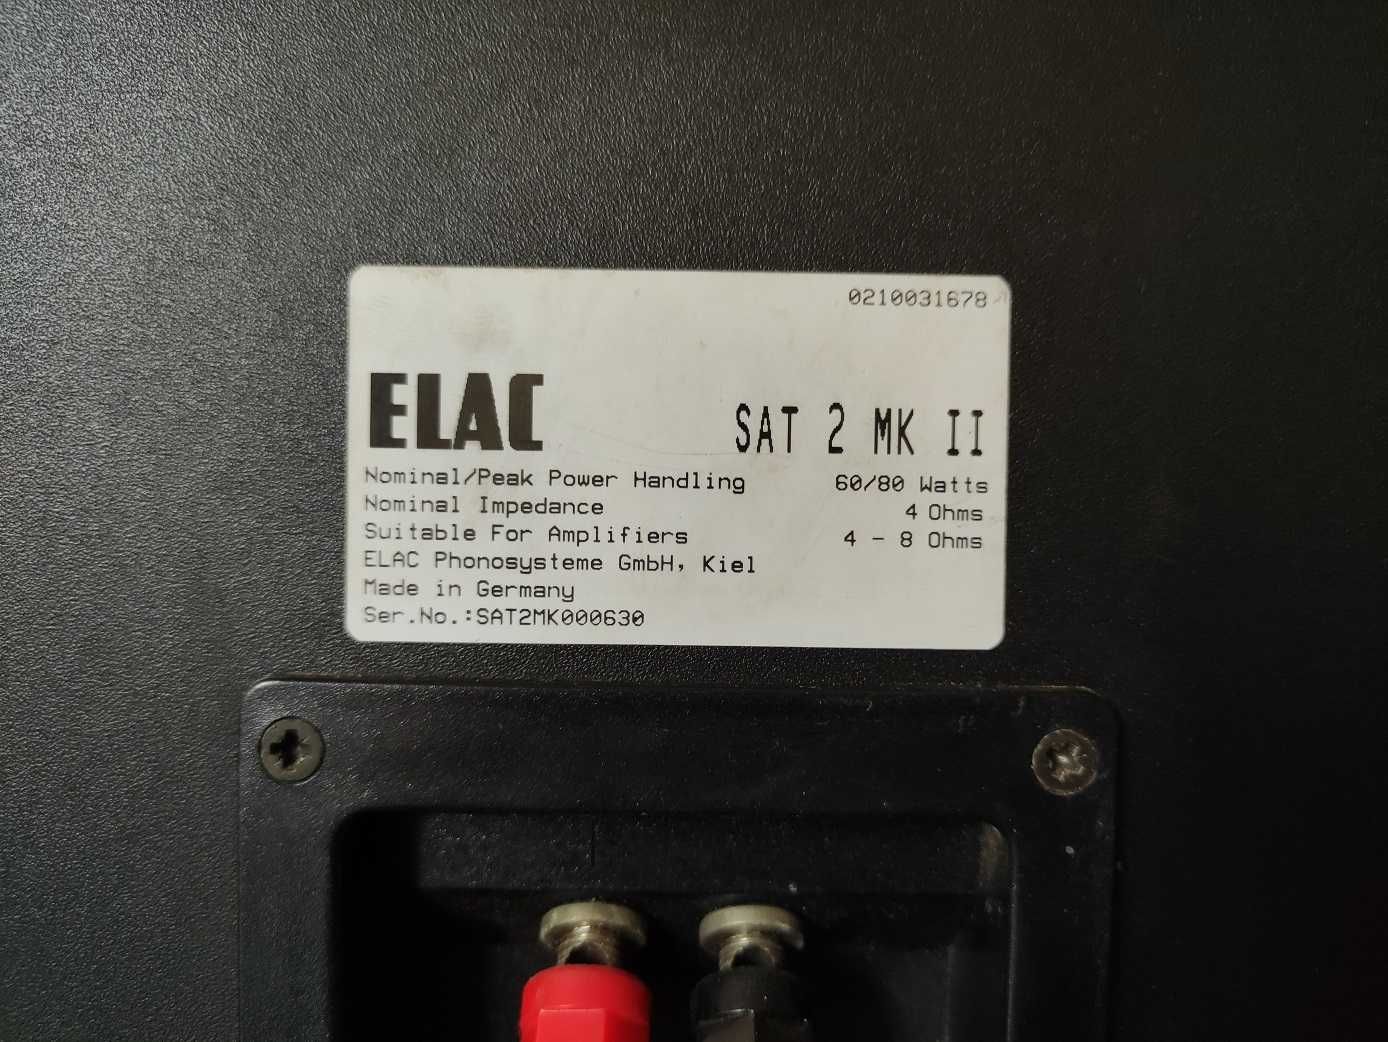 0210031678
ELAC SAT 2 MK II
Nominal/Peak Power Handling 60/80 Watts
Nominal Impedance 4 Ohms
Suitable For Amplifiers 4 - 8 Ohms
ELAC Phonosysteme GmbH, Kiel
Made in Germany
Ser.No.:SAT2MK000630